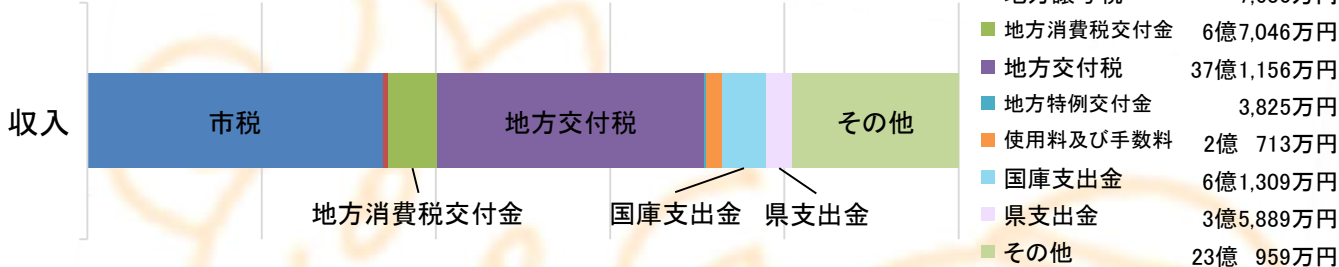 収入
市税
地方交付税
その他
地方消費税交付金
国庫支出金
県支出金
地方消費税交付金 6億7,046万円
地方交付税 37億1,156万円
地方特例交付金 3,825万円
使用料及び手数料 2億 713万円
国庫支出金 6億1,309万円
県支出金 3億5,889万円
その他 23億 959万円